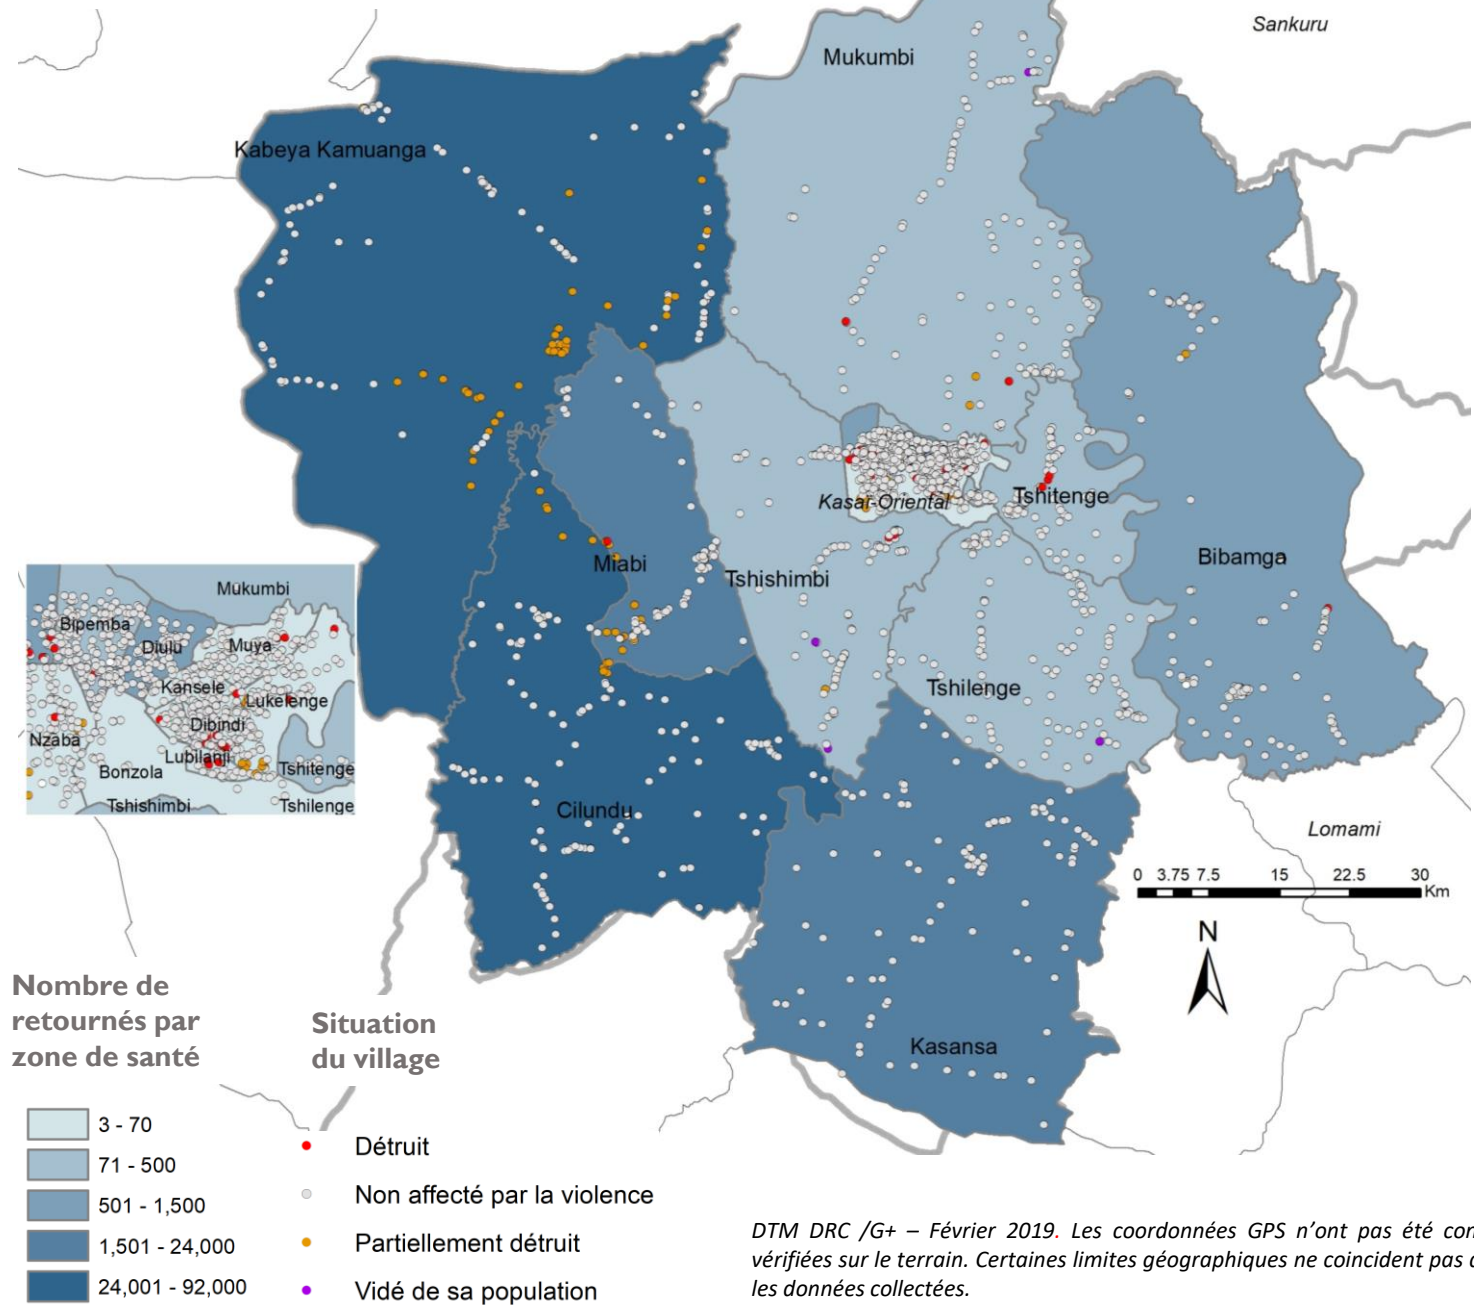 Sankuru
Mukumbi
Kabeya Kamuanga
Kasaï-Oriental
Tshitenge
Bibamga
Miabi
Tshishimbi
Tshilenge
Cilundu
Lomami
Kasansa
Mukumbi
Bipemba
Diulu
Muya
Kansele
Lukelenge
Dibindi
Nzaba
Lubilanji
Bonzola
Tshitenge
Tshishimbi
Tshilenge
0 3.75 7.5 15 22.5 30
Km
N
Nombre de
retournés par
zone de santé
3 - 70
71 - 500
501 - 1,500
1,501 - 24,000
24,001 - 92,000
Situation
du village
Détruit
Non affecté par la violence
Partiellement détruit
Vidé de sa population
DTM DRC /G+ – Février 2019. Les coordonnées GPS n’ont pas été con
vérifiées sur le terrain. Certaines limites géographiques ne coincident pas
les données collectées.